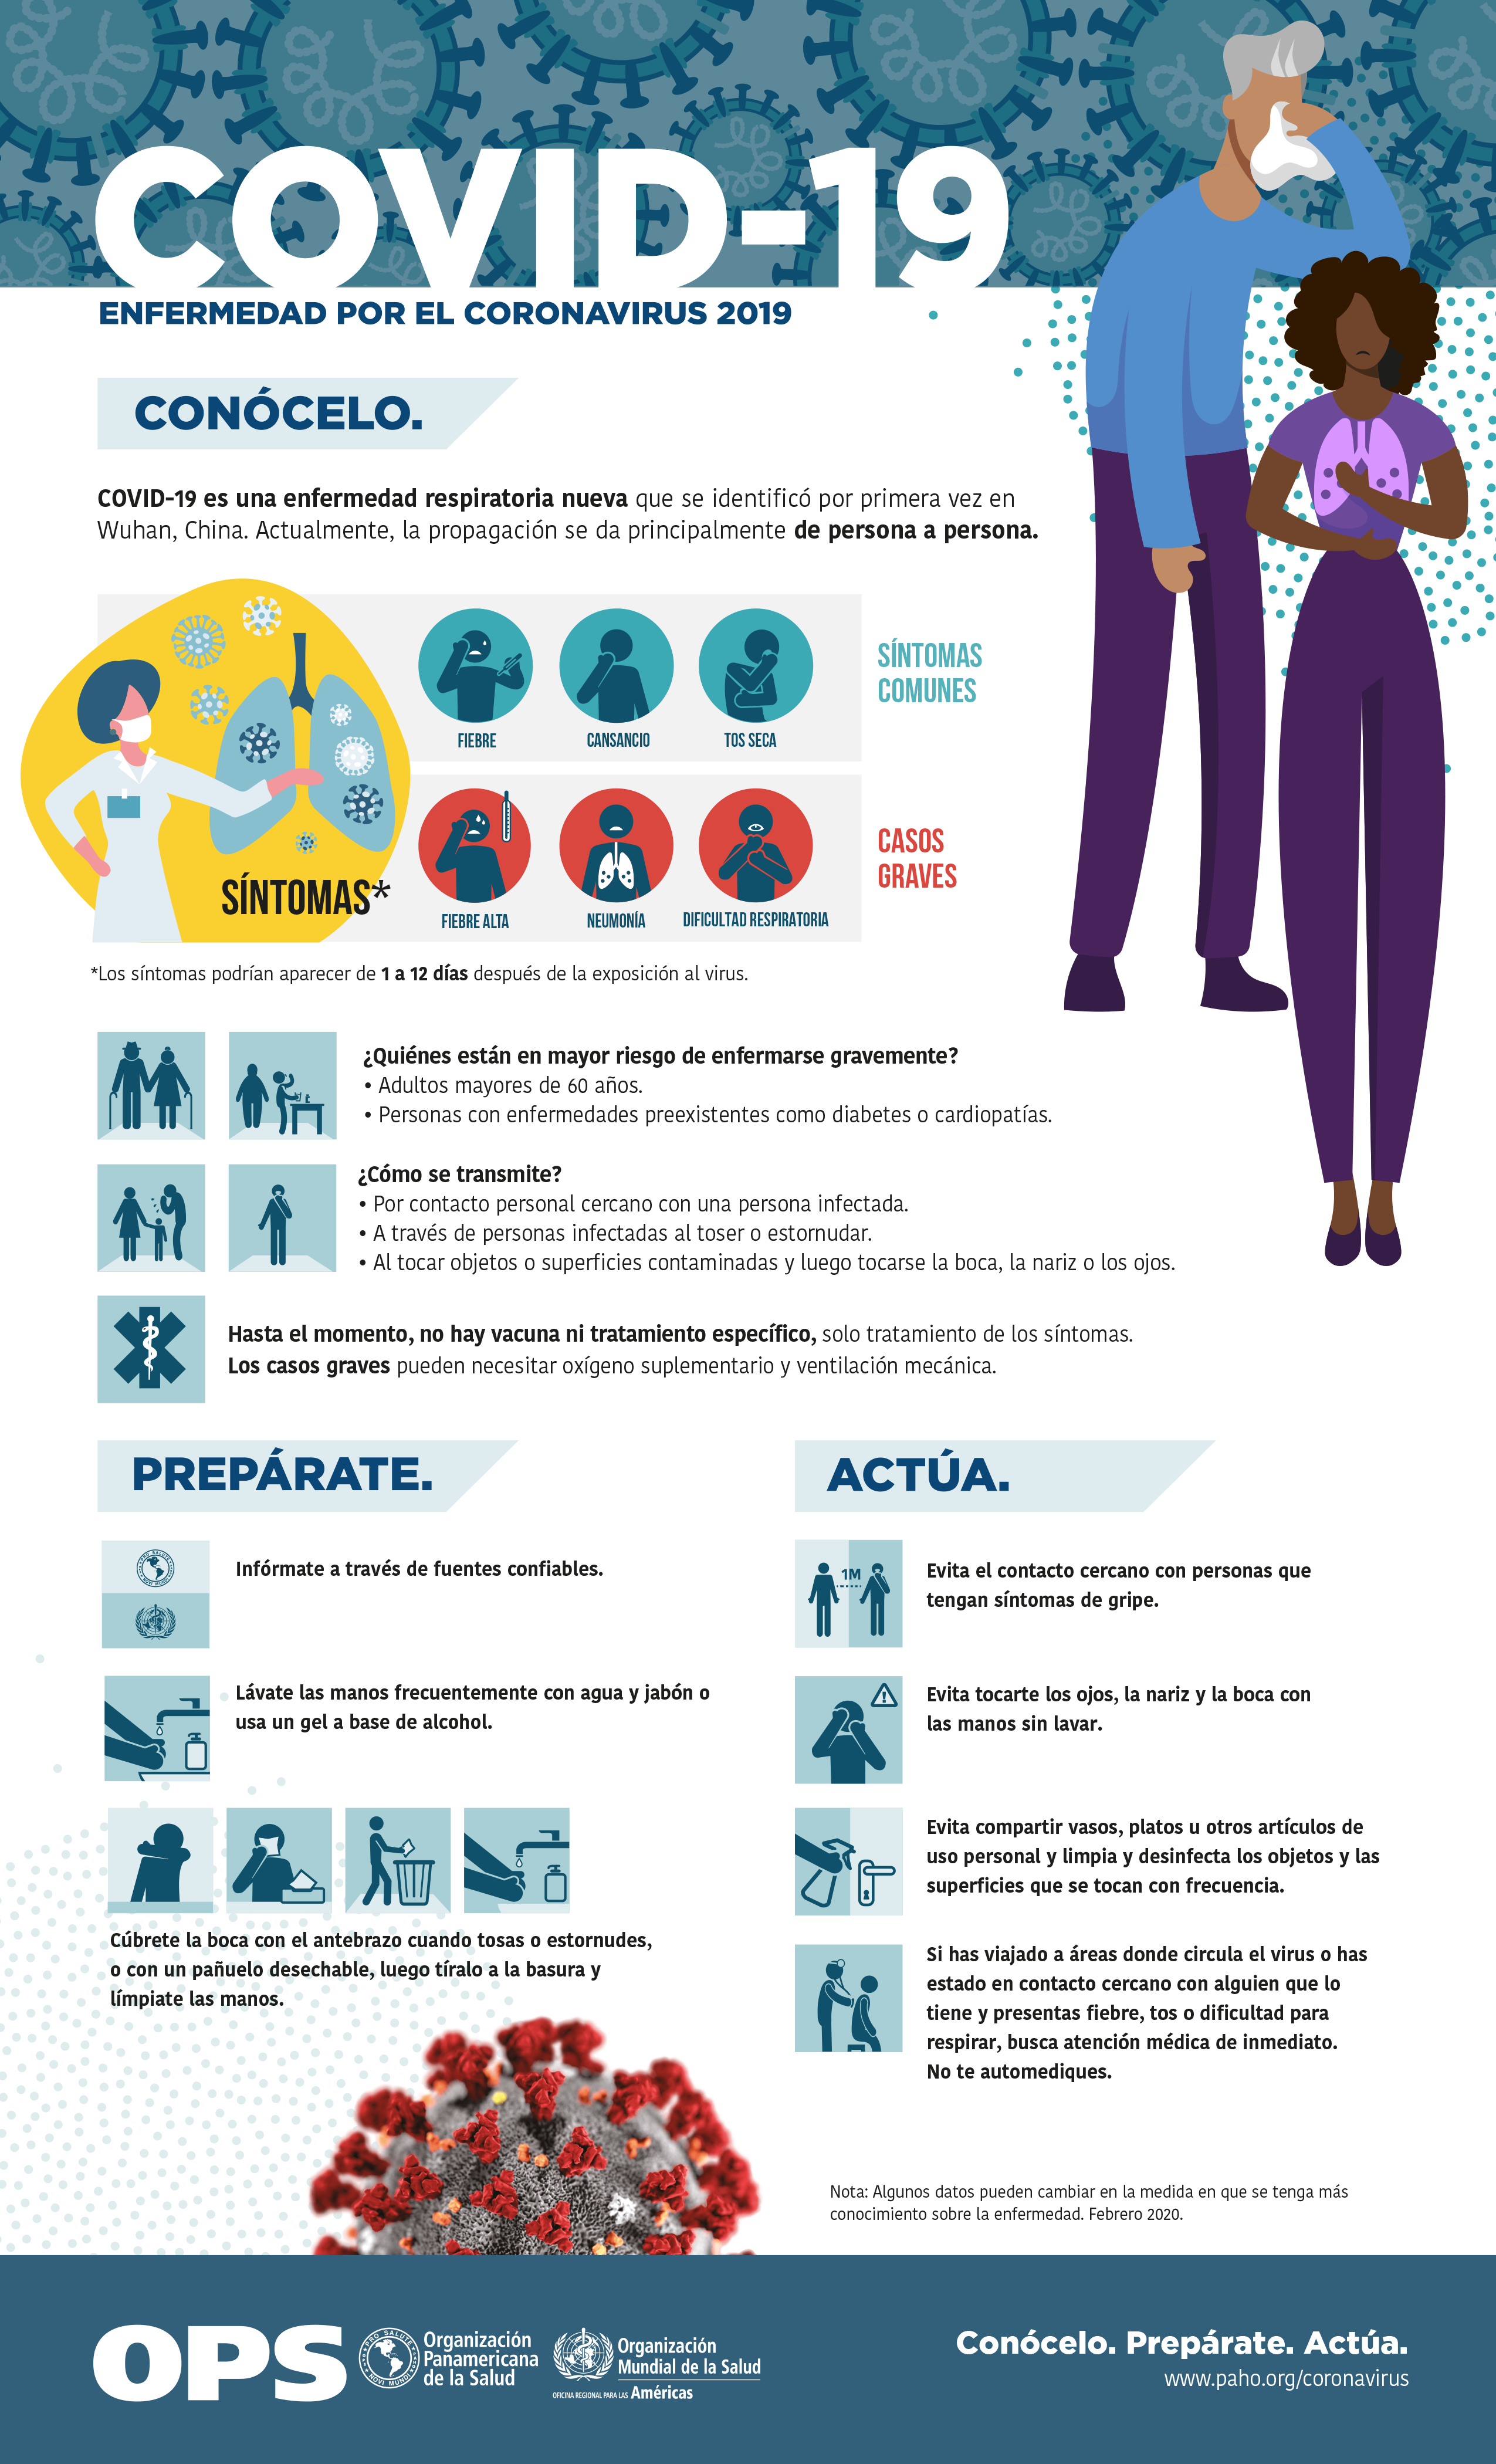 COVID-19
ENFERMEDAD POR EL CORONAVIRUS 2019
CONÓCELO.
COVID-19 es una enfermedad respiratoria nueva que se identificó por primera vez en
Wuhan, China. Actualmente, la propagación se da principalmente de persona a persona.
SÍNTOMAS*
FIEBRE
CANSANCIO
TOS SECA
SÍNTOMAS
COMUNES
FIEBRE ALTA
NEUMONÍA
DIFICULTAD RESPIRATORIA
CASOS
GRAVES
*Los síntomas podrían aparecer de 1 a 12 días después de la exposición al virus.
¿Quiénes están en mayor riesgo de enfermarse gravemente?
• Adultos mayores de 60 años.
• Personas con enfermedades preexistentes como diabetes o cardiopatías.
¿Cómo se transmite?
• Por contacto personal cercano con una persona infectada.
• A través de personas infectadas al toser o estornudar.
• Al tocar objetos o superficies contaminadas y luego tocarse la boca, la nariz o los ojos.
Hasta el momento, no hay vacuna ni tratamiento específico, solo tratamiento de los síntomas.
Los casos graves pueden necesitar oxígeno suplementario y ventilación mecánica.
PREPÁRATE.
PRO SALUTE
NOVI MUNDI
Infórmate a través de fuentes confiables.
Lávate las manos frecuentemente con agua y jabón o
usa un gel a base de alcohol.
Cúbrete la boca con el antebrazo cuando tosas o estornudes,
o con un pañuelo desechable, luego tíralo a la basura y
límpiate las manos.
ACTÚA.
1M
Evita el contacto cercano con personas que
tengan síntomas de gripe.
!
Evita tocarte los ojos, la nariz y la boca con
las manos sin lavar.
Evita compartir vasos, platos u otros artículos de
uso personal y limpia y desinfecta los objetos y las
superficies que se tocan con frecuencia.
Si has viajado a áreas donde circula el virus o has
estado en contacto cercano con alguien que lo
tiene y presentas fiebre, tos o dificultad para
respirar, busca atención médica de inmediato.
No te automediques.
Nota: Algunos datos pueden cambiar en la medida en que se tenga más
conocimiento sobre la enfermedad. Febrero 2020.
OPS
PRO SALUTE
NOVI MUNDI
Organización
Panamericana
de la Salud
Organización
Mundial de la Salud
OFICINA REGIONAL PARA LAS Américas
Conócelo. Prepárate. Actúa.
www.paho.org/coronavirus